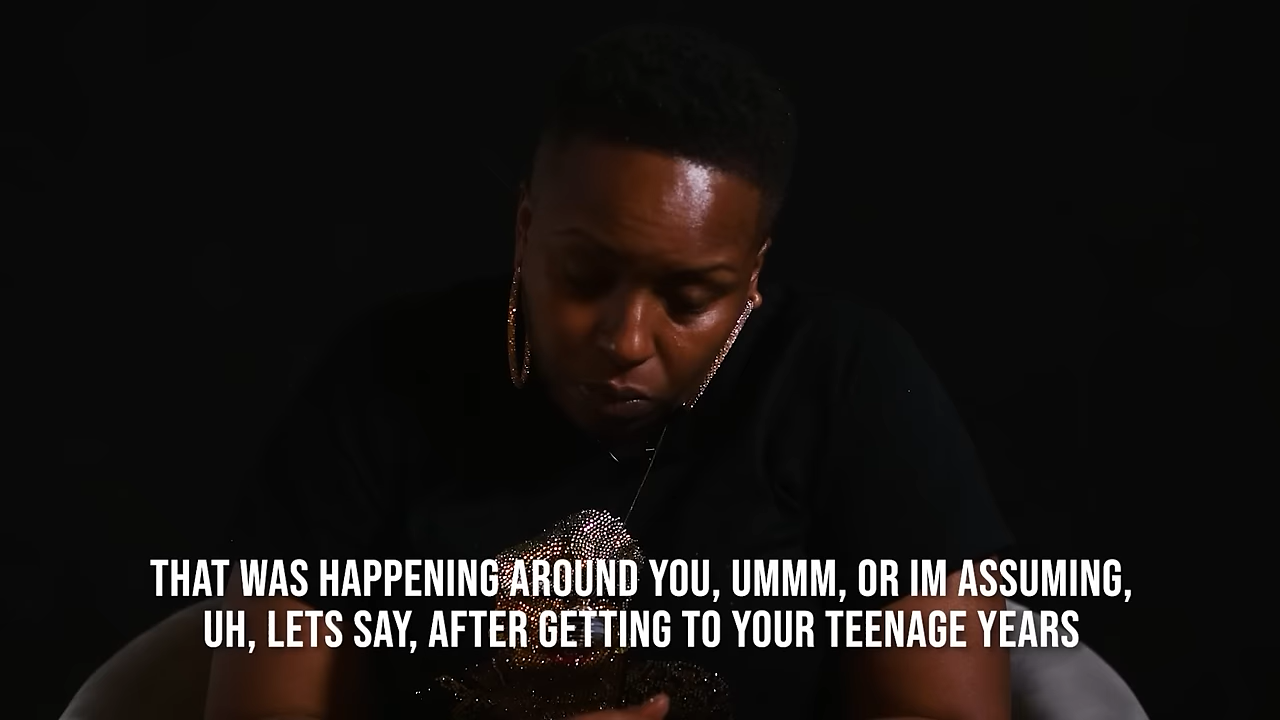 THAT WAS HAPPENING AROUND YOU, UMMM, OR IM ASSUMING,
UH, LETS SAY, AFTER GETTING TO YOUR TEENAGE YEARS